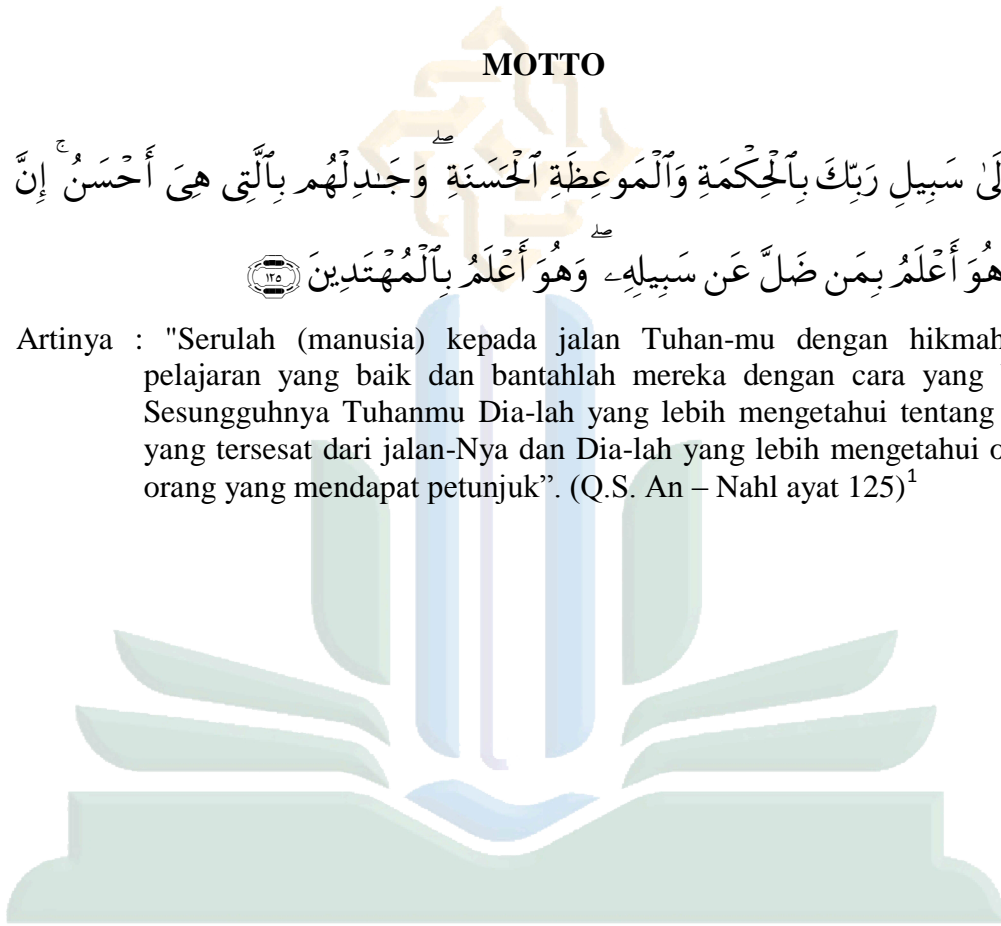 MOTTO
سَبِيلِ رَبِّكَ بِٱلْحِكْمَةِ وَٱلْمَوْعِظَةِ ٱلْحَسَنَةِ ۖ وَجَـٰدِلْهُم بِٱلَّتِى هِىَ أَحْسَنُ ۚ إِنَّ
هُوَ أَعْلَمُ بِمَن ضَلَّ عَن سَبِيلِهِۦ ۖ وَهُوَ أَعْلَمُ بِٱلْمُهْتَدِينَ ١٢٥
Artinya : "Serulah (manusia) kepada jalan Tuhan-mu dengan hikmah
pelajaran yang baik dan bantahlah mereka dengan cara yang
Sesungguhnya Tuhanmu Dia-lah yang lebih mengetahui tentang
yang tersesat dari jalan-Nya dan Dia-lah yang lebih mengetahui
orang yang mendapat petunjuk”. (Q.S. An – Nahl ayat 125)¹